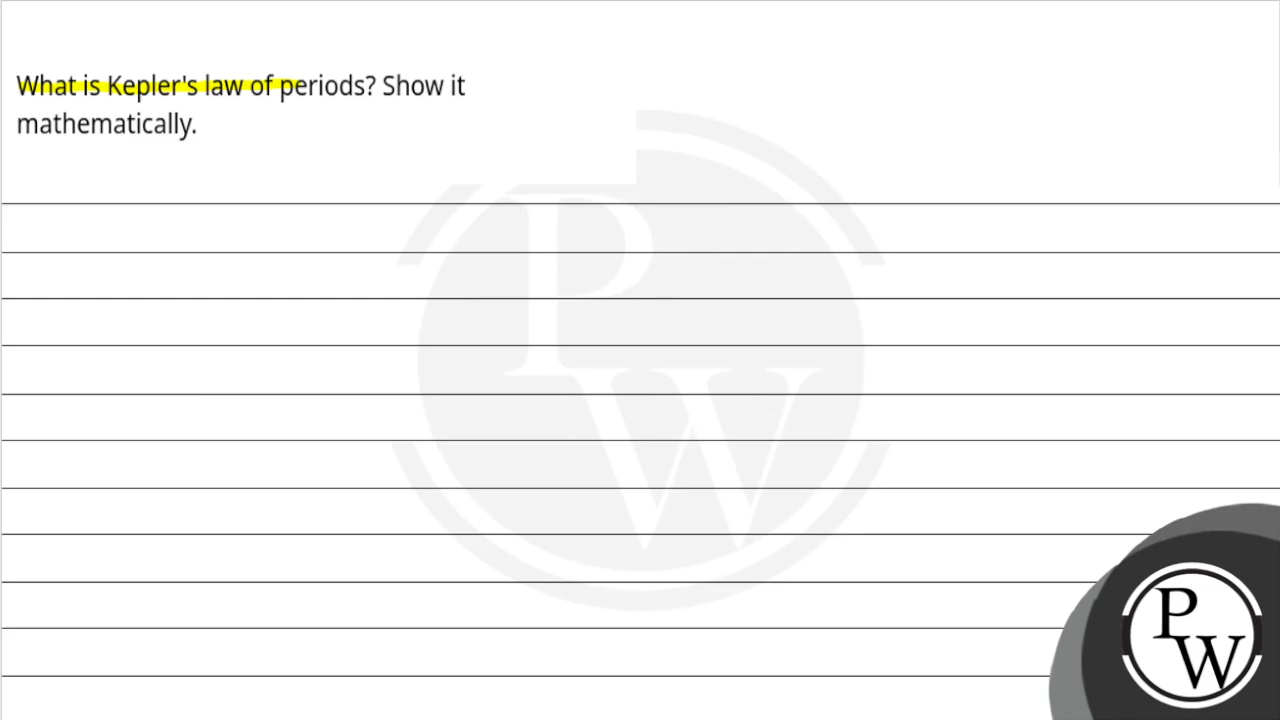 What is Kepler's law of periods? Show it
mathematically.
P
W
P
W